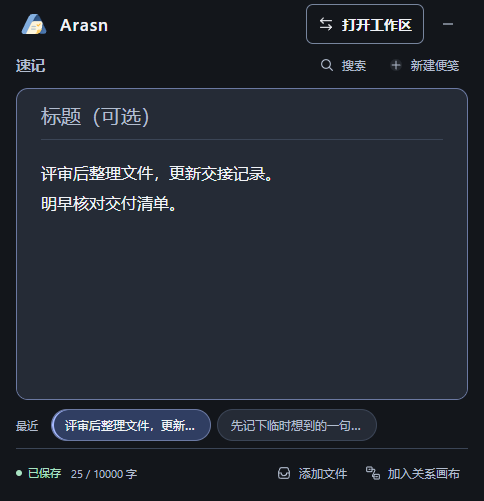 Arasn
打开工作区
速记
搜索
新建便笺
标题（可选）
评审后整理文件，更新交接记录。
明早核对交付清单。
最近
评审后整理文件，更新...
先记下临时想到的一句...
已保存
25 / 10000 字
添加文件
加入关系画布